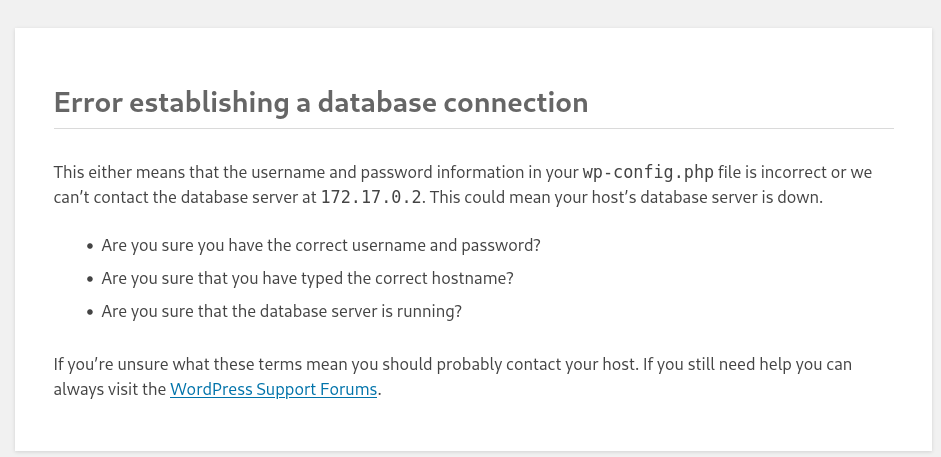 Error establishing a database connection
This either means that the username and password information in your wp-config.php file is incorrect or we
can’t contact the database server at 172.17.0.2. This could mean your host’s database server is down.
• Are you sure you have the correct username and password?
• Are you sure that you have typed the correct hostname?
• Are you sure that the database server is running?
If you’re unsure what these terms mean you should probably contact your host. If you still need help you can
always visit the WordPress Support Forums.